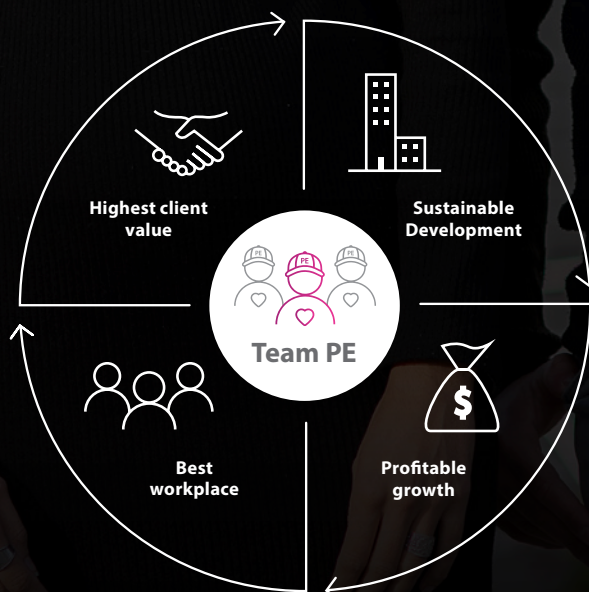 Highest client
value
Sustainable
Development
PE
PE
PE
Team PE
Best
workplace
Profitable
growth
$